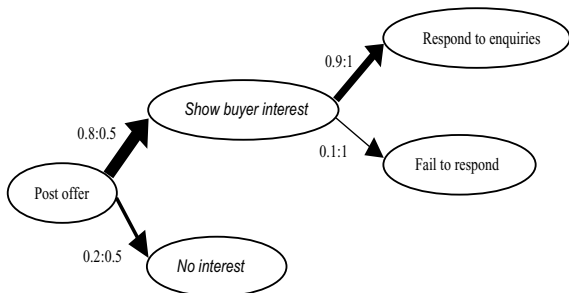 Respond to enquiries
0.9:1
Show buyer interest
0.8:0.5
0.1:1
Fail to respond
Post offer
0.2:0.5
No interest